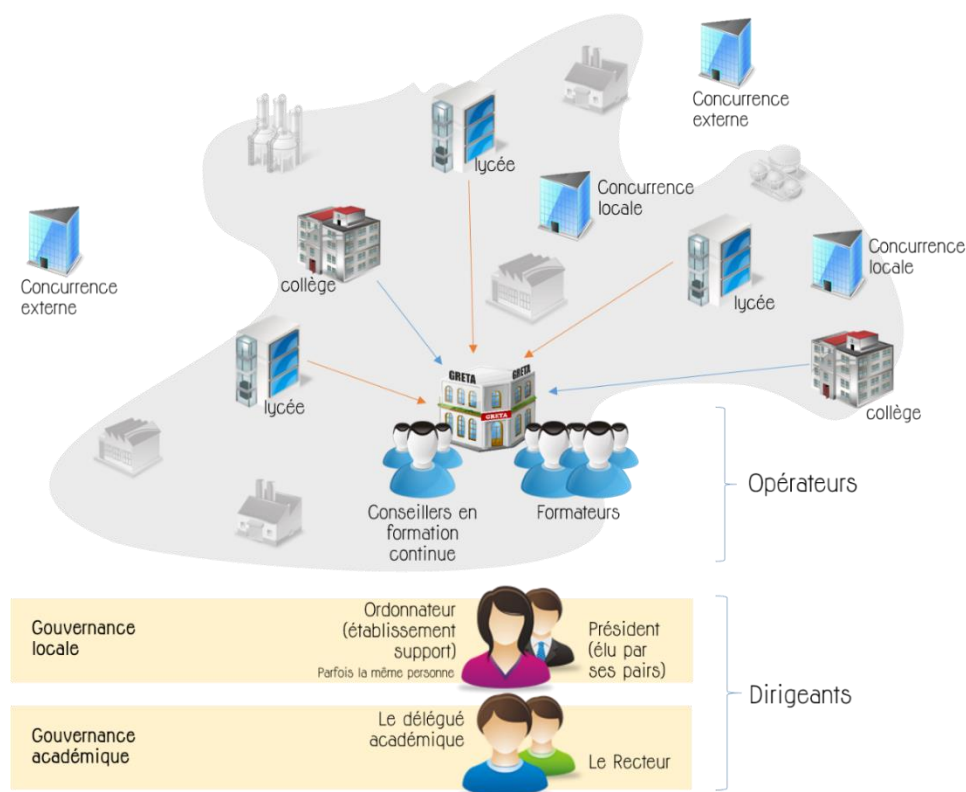 Concurrence
externe
lycée
Concurrence
locale
Concurrence
externe
collège
lycée
Concurrence
locale
lycée
GRETA
GRETA
GRETA
collège
Conseillers en
formation
continue
Formateurs
Opérateurs
Gouvernance
locale
Ordonnateur
(établissement
support)
Parfois la même personne
Président
(élu par
ses pairs)
Dirigeants
Gouvernance
académique
Le délégué
académique
Le Recteur